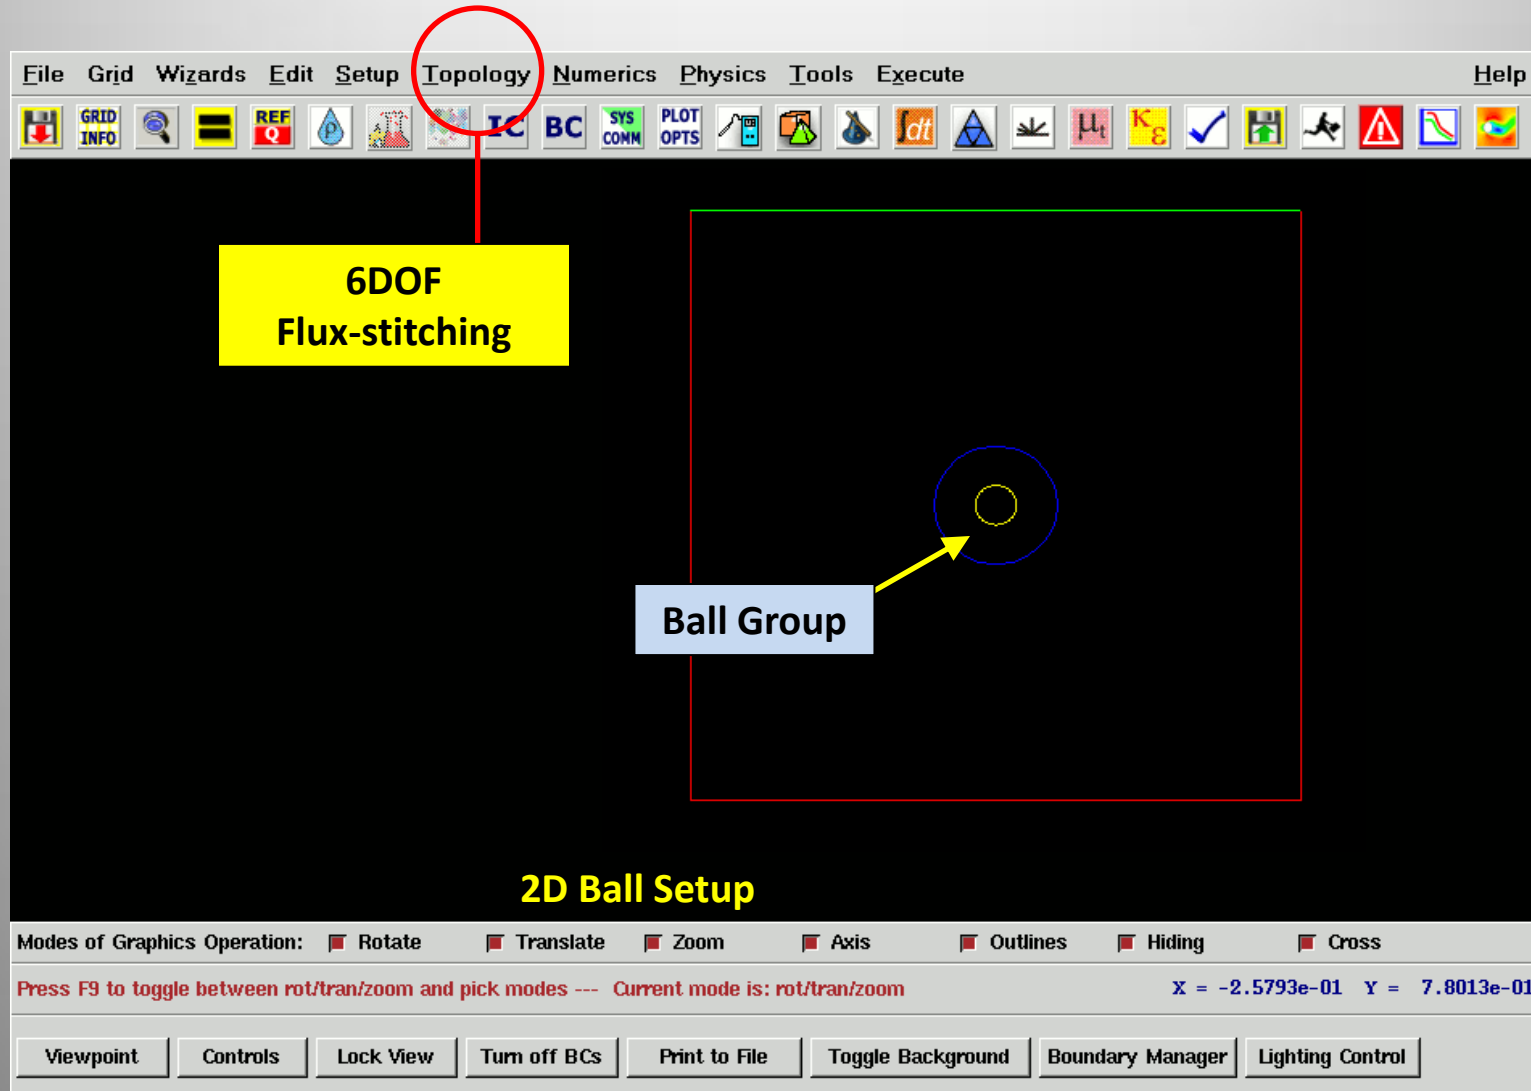 File Grid Wizards Edit Setup Topology Numerics Physics Tools Execute Help
GRID INFO REF Q ρ IC BC SYS COMM PLOT OPTS ∫dt μt κ ε
6DOF
Flux-stitching
Ball Group
2D Ball Setup
Modes of Graphics Operation: Rotate Translate Zoom Axis Outlines Hiding Cross
Press F9 to toggle between rot/tran/zoom and pick modes --- Current mode is: rot/tran/zoom X = -2.5793e-01 Y = 7.8013e-01
Viewpoint Controls Lock View Turn off BCs Print to File Toggle Background Boundary Manager Lighting Control